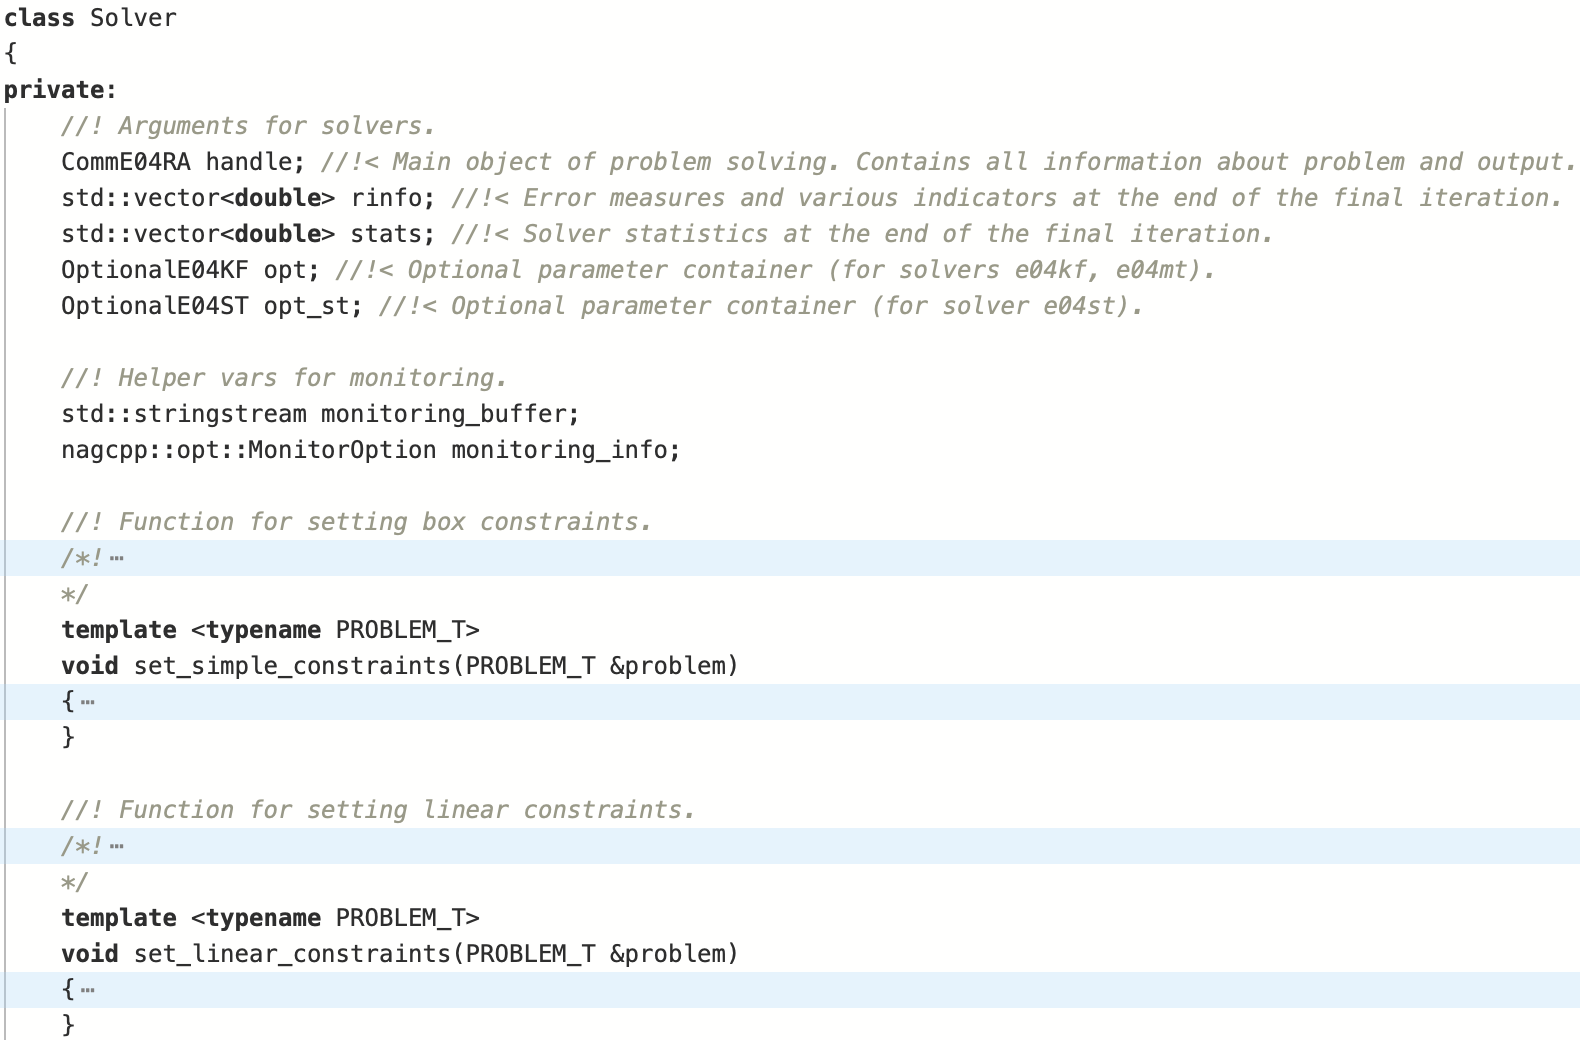 class Solver
{
private:
    //! Arguments for solvers.
    CommE04RA handle; //!< Main object of problem solving. Contains all information about problem and output.
    std::vector<double> rinfo; //!< Error measures and various indicators at the end of the final iteration.
    std::vector<double> stats; //!< Solver statistics at the end of the final iteration.
    OptionalE04KF opt; //!< Optional parameter container (for solvers e04kf, e04mt).
    OptionalE04ST opt_st; //!< Optional parameter container (for solver e04st).

    //! Helper vars for monitoring.
    std::stringstream monitoring_buffer;
    nagcpp::opt::MonitorOption monitoring_info;

    //! Function for setting box constraints.
    /*! ⋯
    */
    template <typename PROBLEM_T>
    void set_simple_constraints(PROBLEM_T &problem)
    { ⋯
    }

    //! Function for setting linear constraints.
    /*! ⋯
    */
    template <typename PROBLEM_T>
    void set_linear_constraints(PROBLEM_T &problem)
    { ⋯
    }